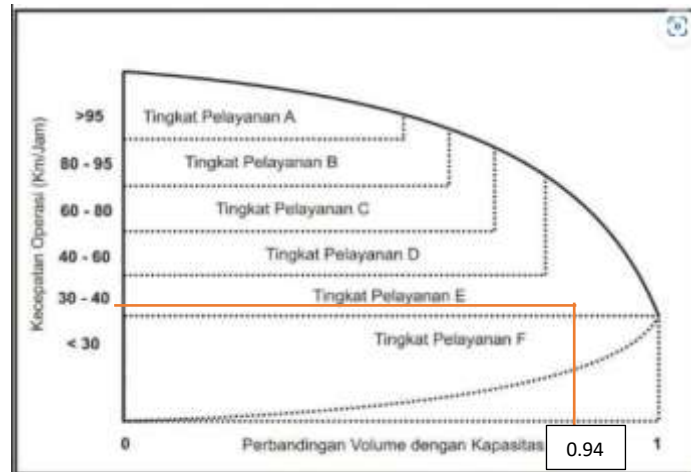 Kecepatan Operasi (Km/Jam)
>95
Tingkat Pelayanan A
80 - 95
Tingkat Pelayanan B
60 - 80
Tingkat Pelayanan C
40 - 60
Tingkat Pelayanan D
30 - 40
Tingkat Pelayanan E
< 30
Tingkat Pelayanan F
0
Perbandingan Volume dengan Kapasitas
0.94
1